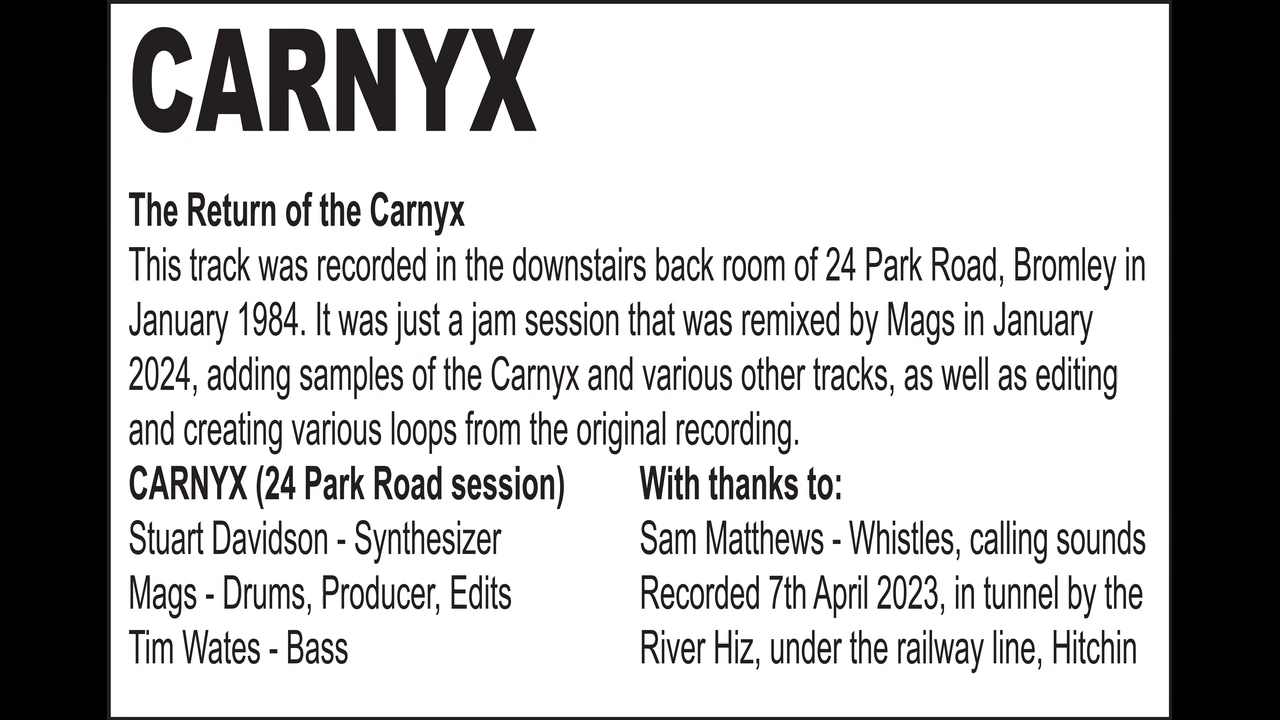 CARNYX
The Return of the Carnyx
This track was recorded in the downstairs back room of 24 Park Road, Bromley in
January 1984. It was just a jam session that was remixed by Mags in January
2024, adding samples of the Carnyx and various other tracks, as well as editing
and creating various loops from the original recording.
CARNYX (24 Park Road session)
Stuart Davidson - Synthesizer
Mags - Drums, Producer, Edits
Tim Wates - Bass
With thanks to:
Sam Matthews - Whistles, calling sounds
Recorded 7th April 2023, in tunnel by the
River Hiz, under the railway line, Hitchin